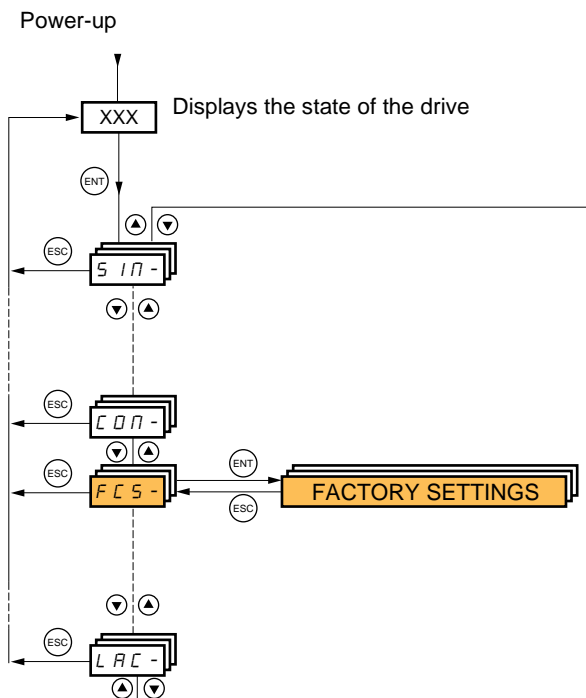 Power-up
XXX
Displays the state of the drive
ENT
ESC
SIM-
ESC
COM-
ESC
FCS-
ENT
ESC
FACTORY SETTINGS
ESC
LAC-